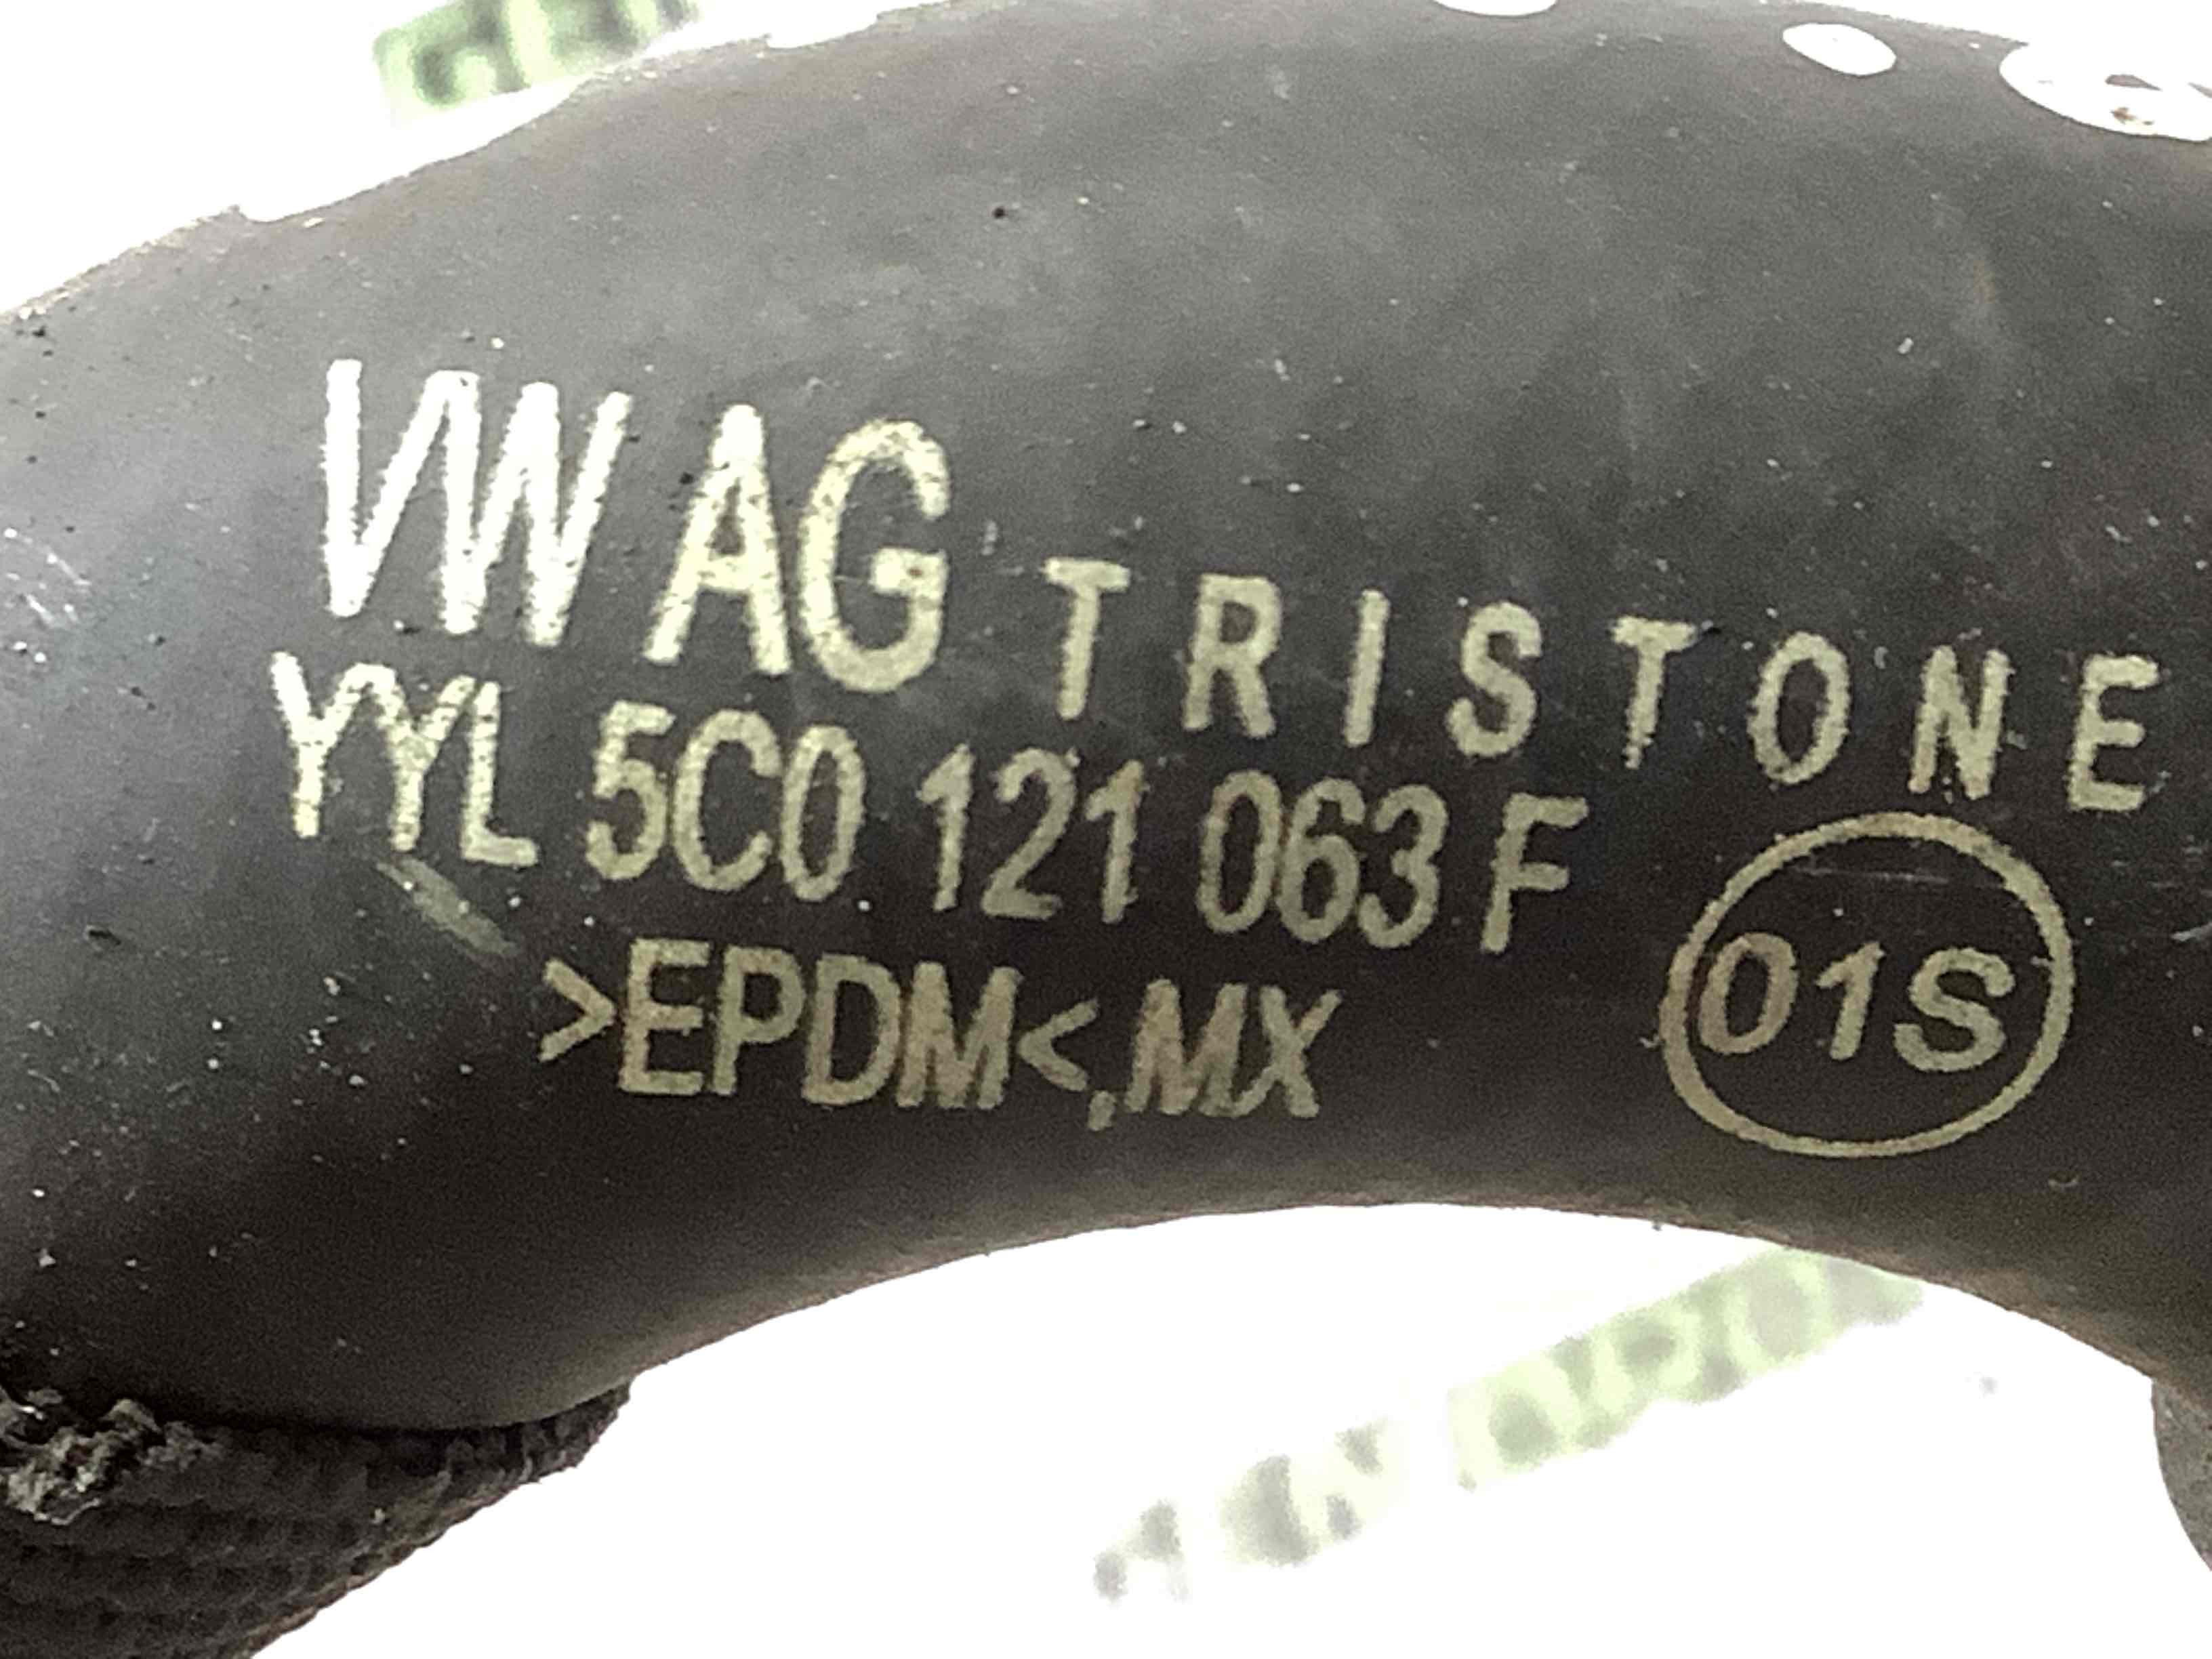 VW AG TRISTONE
YYL 5C0 121 063 F
01S
>EPDM<,MX